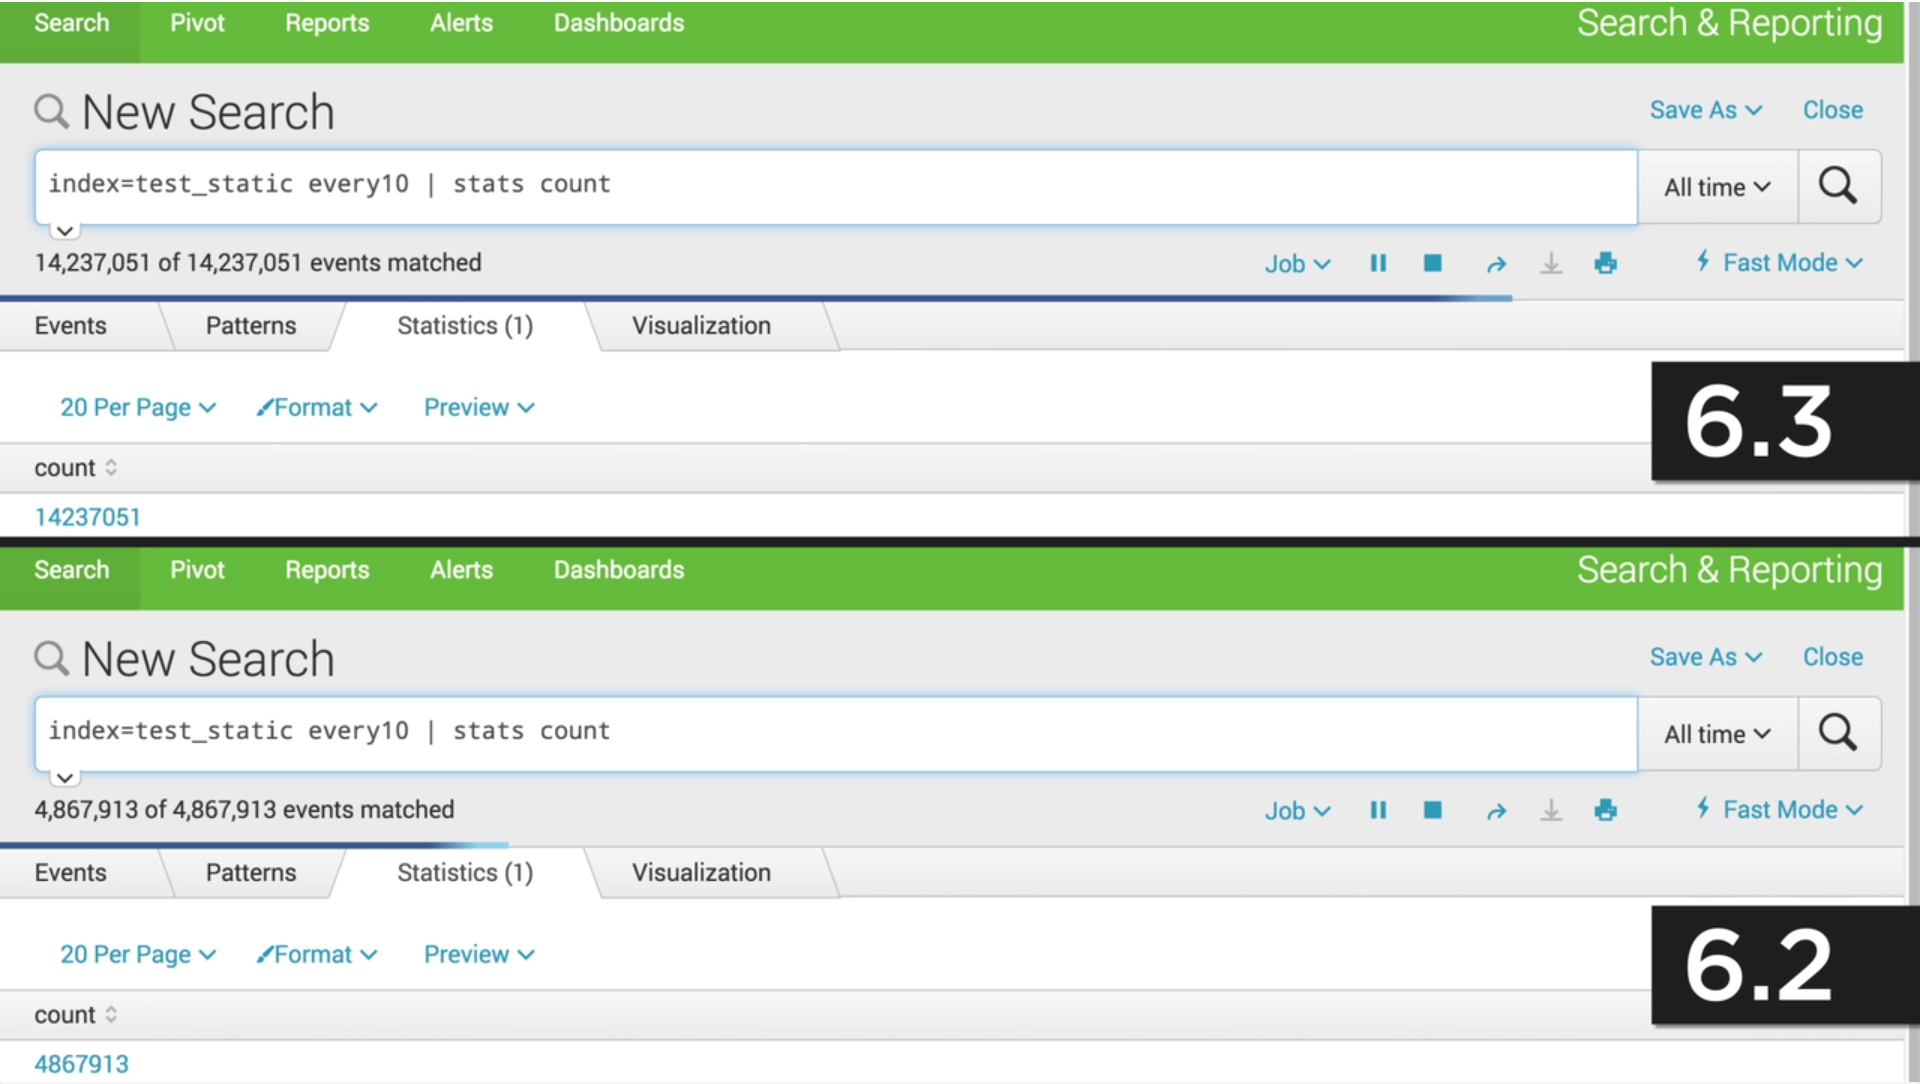 Search Pivot Reports Alerts Dashboards Search & Reporting
New Search Save As Close
index=test_static every10 | stats count All time
14,237,051 of 14,237,051 events matched Job Fast Mode
Events Patterns Statistics (1) Visualization
20 Per Page Format Preview
6.3
count
14237051
Search Pivot Reports Alerts Dashboards Search & Reporting
New Search Save As Close
index=test_static every10 | stats count All time
4,867,913 of 4,867,913 events matched Job Fast Mode
Events Patterns Statistics (1) Visualization
20 Per Page Format Preview
6.2
count
4867913